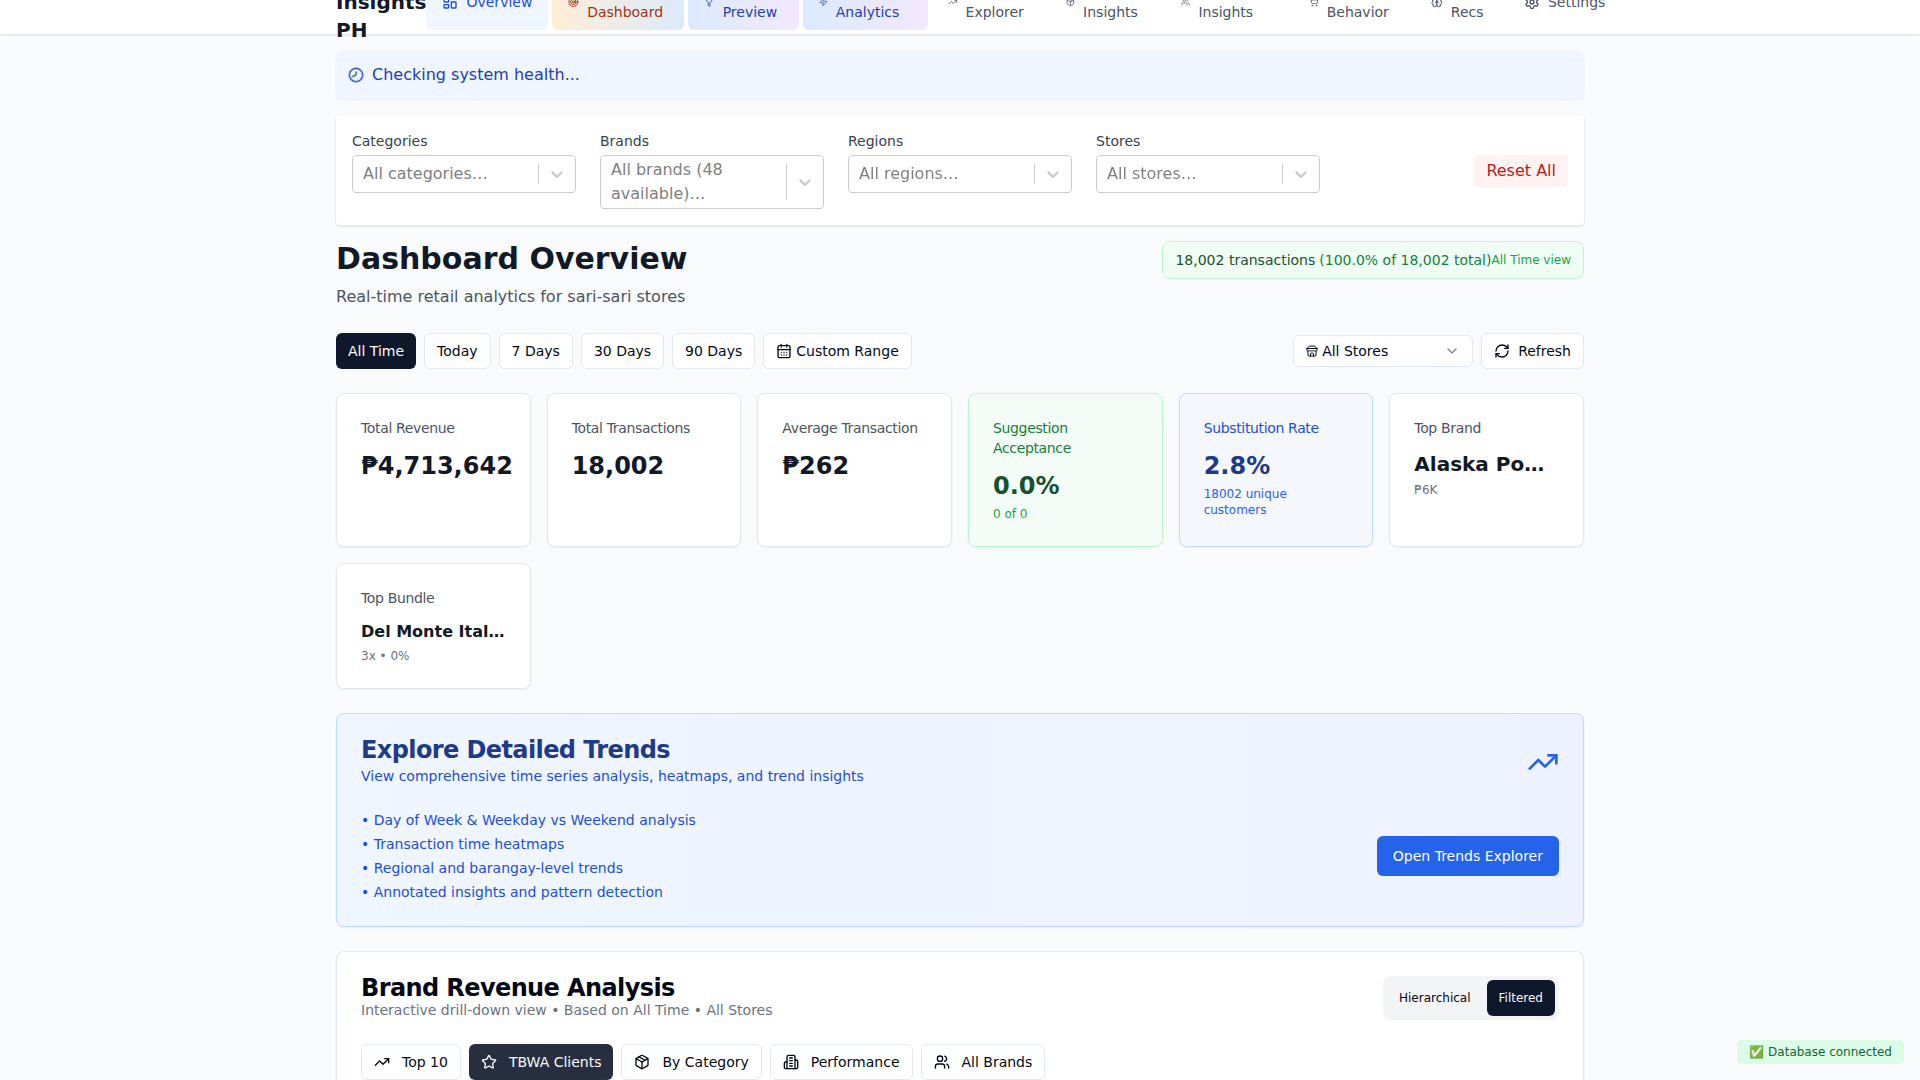 Insights
PH
Overview
Dashboard
Preview
Analytics
Explorer
Insights
Insights
Behavior
Recs
Settings
Checking system health...
Categories
Brands
Regions
Stores
All categories...
All brands (48
available)...
All regions...
All stores...
Reset All
Dashboard Overview
18,002 transactions (100.0% of 18,002 total)All Time view
Real-time retail analytics for sari-sari stores
All Time
Today
7 Days
30 Days
90 Days
Custom Range
All Stores
Refresh
Total Revenue
₱4,713,642
Total Transactions
18,002
Average Transaction
₱262
Suggestion
Acceptance
0.0%
0 of 0
Substitution Rate
2.8%
18002 unique
customers
Top Brand
Alaska Po...
₱6K
Top Bundle
Del Monte Ital...
3x • 0%
Explore Detailed Trends
View comprehensive time series analysis, heatmaps, and trend insights
• Day of Week & Weekday vs Weekend analysis
• Transaction time heatmaps
• Regional and barangay-level trends
• Annotated insights and pattern detection
Open Trends Explorer
Brand Revenue Analysis
Interactive drill-down view • Based on All Time • All Stores
Hierarchical
Filtered
Top 10
TBWA Clients
By Category
Performance
All Brands
✅ Database connected